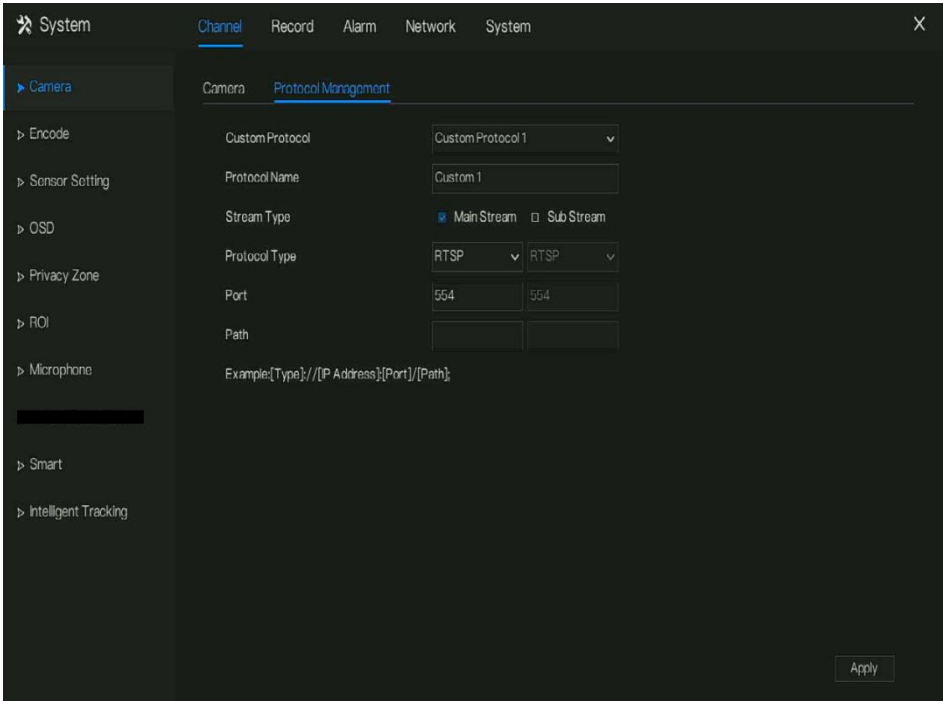 System
Channel Record Alarm Network System X
Camera
Encode
Sensor Setting
OSD
Privacy Zone
ROI
Microphone
Smart
Intelligent Tracking
Camera Protocol Management
Custom Protocol Custom Protocol 1
Protocol Name Custom 1
Stream Type Main Stream Sub Stream
Protocol Type RTSP RTSP
Port 554 554
Path
Example:[Type]://[IP Address]:[Port]/[Path];
Apply